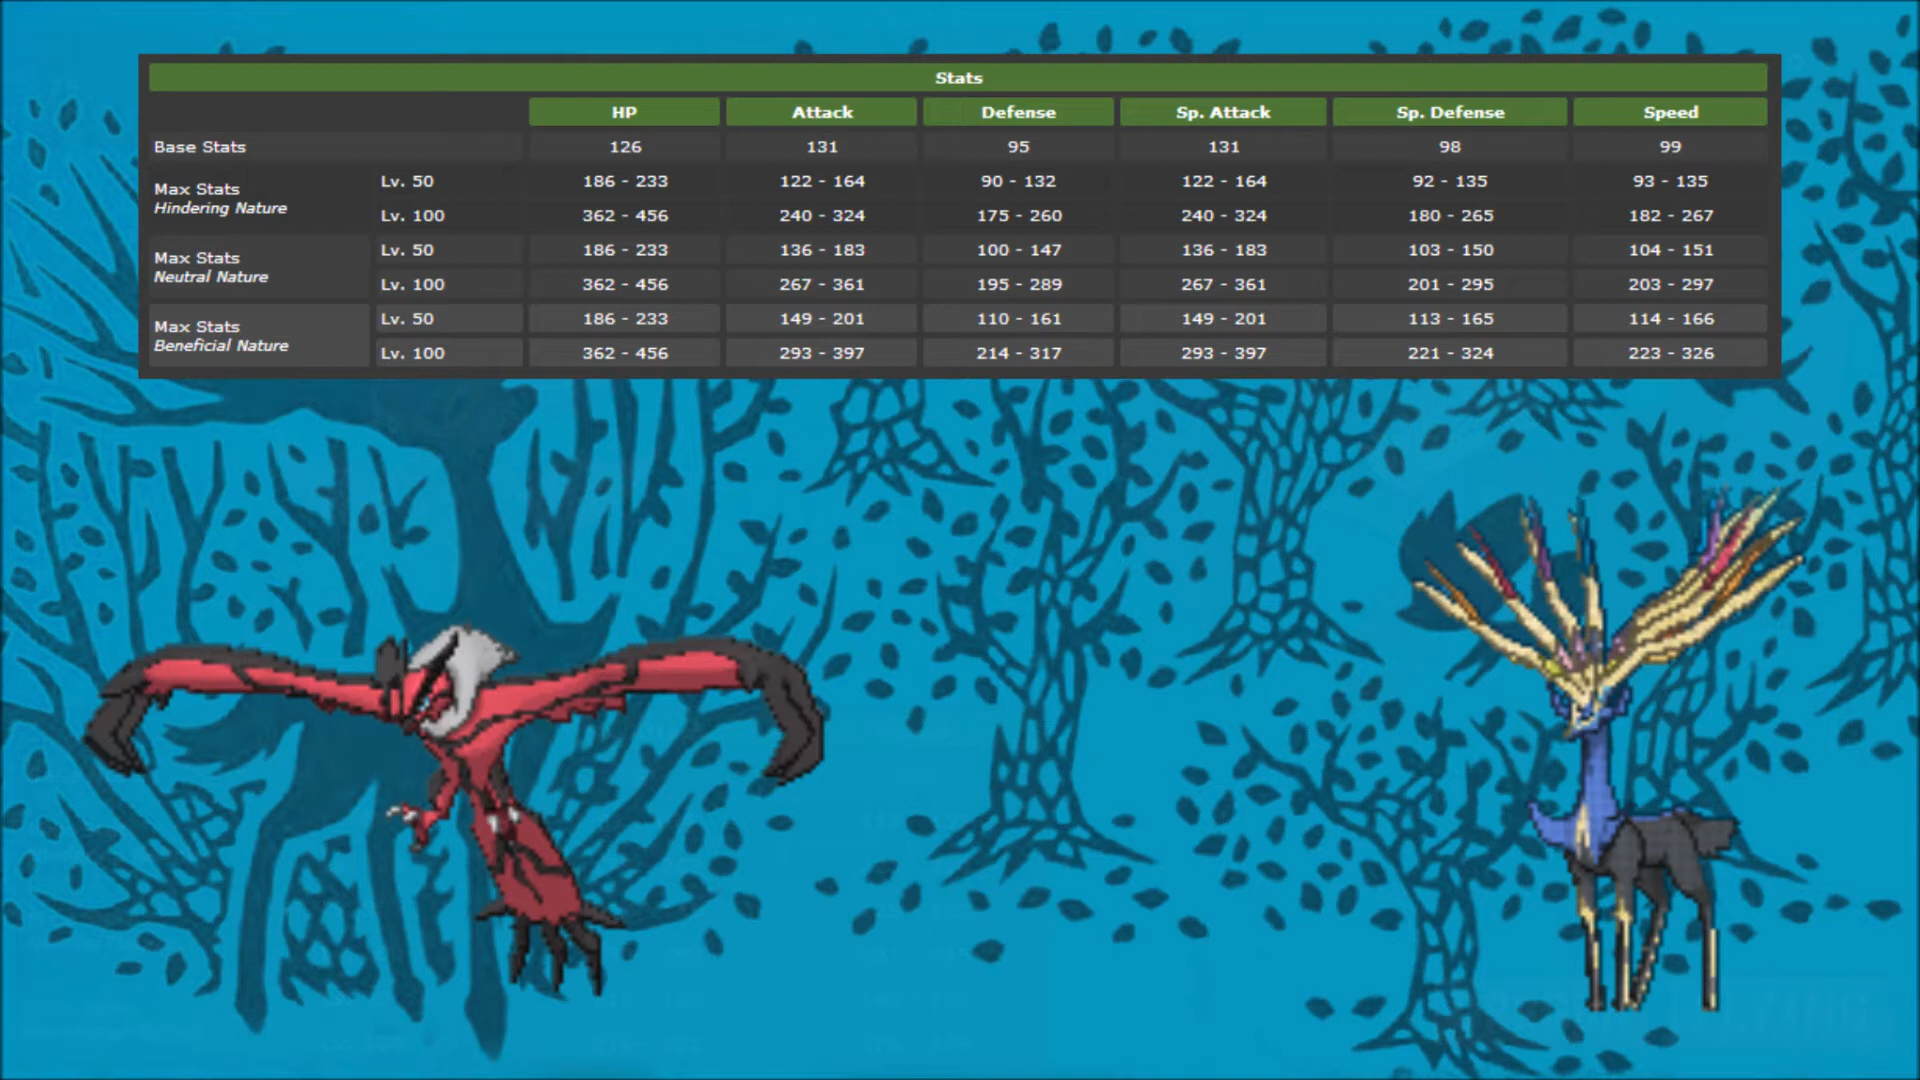 Stats
HP Attack Defense Sp. Attack Sp. Defense Speed
Base Stats 126 131 95 131 98 99
Max Stats
Hindering Nature
Lv. 50 186 - 233 122 - 164 90 - 132 122 - 164 92 - 135 93 - 135
Lv. 100 362 - 456 240 - 324 175 - 260 240 - 324 180 - 265 182 - 267
Max Stats
Neutral Nature
Lv. 50 186 - 233 136 - 183 100 - 147 136 - 183 103 - 150 104 - 151
Lv. 100 362 - 456 267 - 361 195 - 289 267 - 361 201 - 295 203 - 297
Max Stats
Beneficial Nature
Lv. 50 186 - 233 149 - 201 110 - 161 149 - 201 113 - 165 114 - 166
Lv. 100 362 - 456 293 - 397 214 - 317 293 - 397 221 - 324 223 - 326